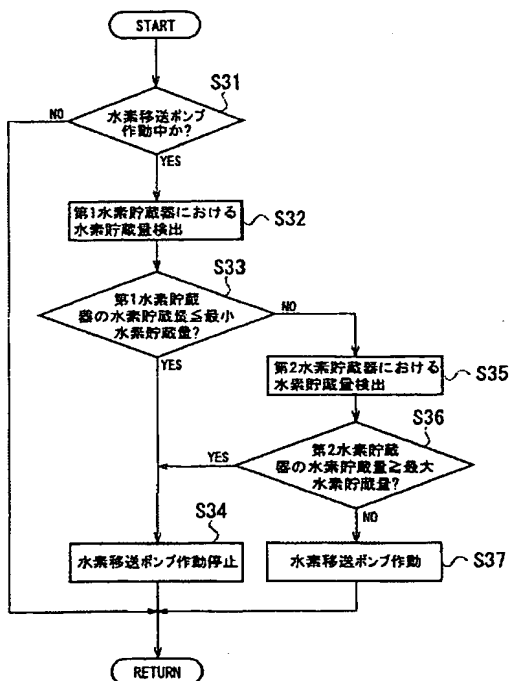 START
S31
水素移送ポンプ
作動中か?
NO
YES
第1水素貯蔵器における
水素貯蔵量検出
S32
S33
第1水素貯蔵
器の水素貯蔵量≦最小
水素貯蔵量?
NO
YES
第2水素貯蔵器における
水素貯蔵量検出
S35
S36
第2水素貯蔵
器の水素貯蔵量≧最大
水素貯蔵量?
YES
NO
S34
水素移送ポンプ作動停止
水素移送ポンプ作動
S37
RETURN